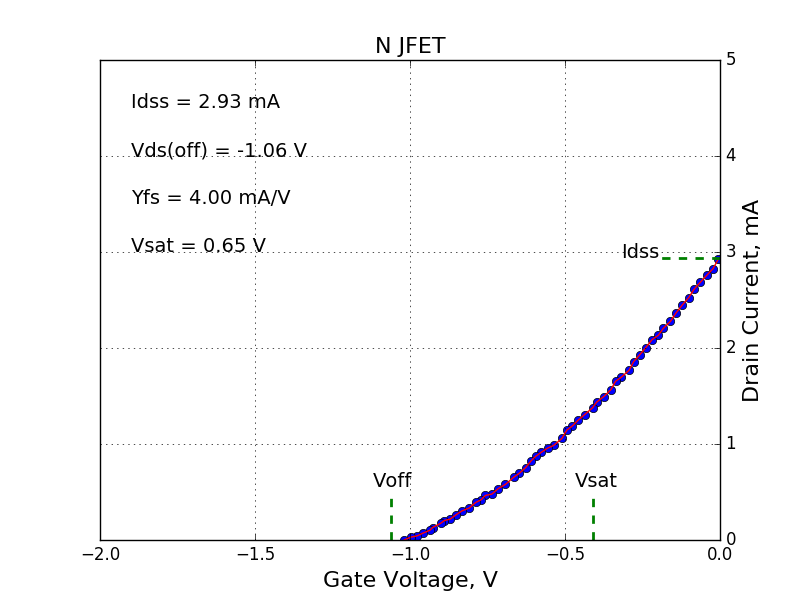 N JFET
Idss = 2.93 mA
Vds(off) = -1.06 V
Yfs = 4.00 mA/V
Vsat = 0.65 V
Idss
Voff
Vsat
5
4
3
2
1
0
Drain Current, mA
−2.0
−1.5
−1.0
−0.5
0.0
Gate Voltage, V